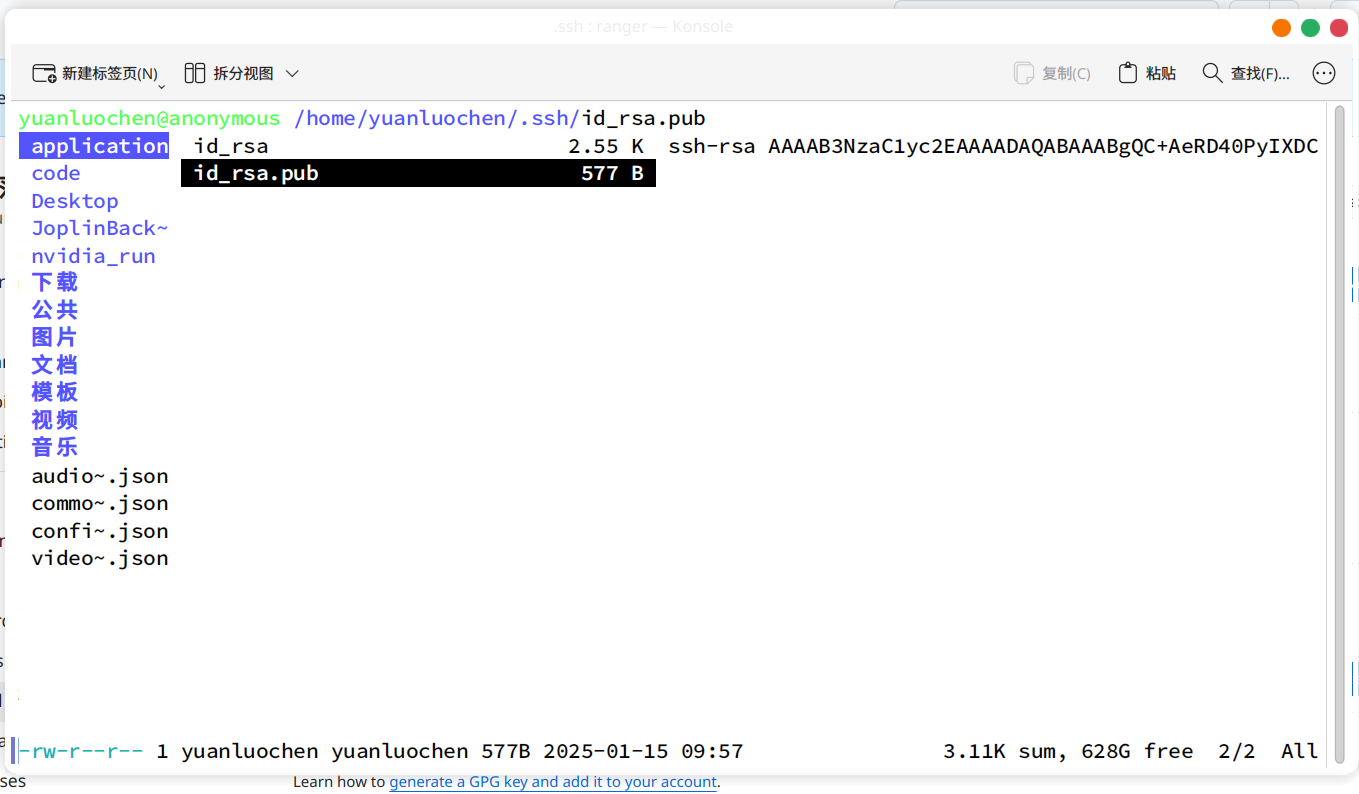 .ssh : ranger — Konsole
新建标签页(N) 拆分视图 复制(C) 粘贴 查找(F)...
yuanluochen@anonymous /home/yuanluochen/.ssh/id_rsa.pub
application id_rsa 2.55 K ssh-rsa AAAAB3NzaC1yc2EAAAADAQABAAABgQC+AeRD40PyIXDC
code id_rsa.pub 577 B
Desktop
JoplinBack~
nvidia_run
下载
公共
图片
文档
模板
视频
音乐
audio~.json
commo~.json
confi~.json
video~.json
-rw-r--r-- 1 yuanluochen yuanluochen 577B 2025-01-15 09:57 3.11K sum, 628G free 2/2 All
ses Learn how to generate a GPG key and add it to your account.